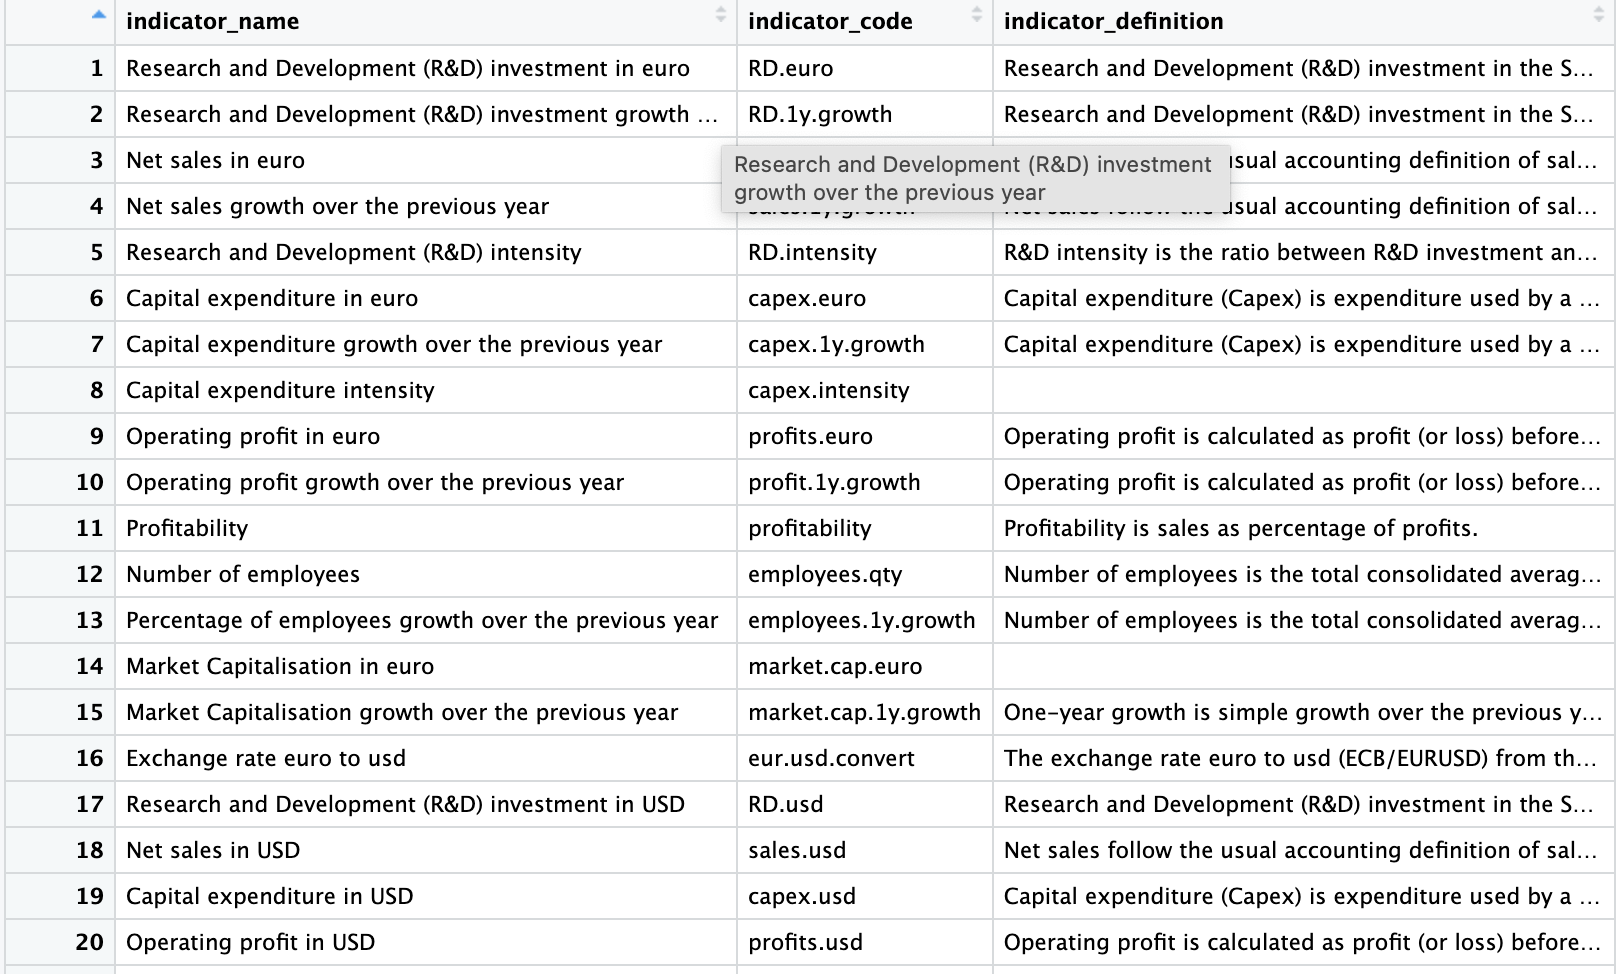 indicator_name indicator_code indicator_definition
1 Research and Development (R&D) investment in euro RD.euro Research and Development (R&D) investment in the S...
2 Research and Development (R&D) investment growth ... RD.1y.growth Research and Development (R&D) investment in the S...
3 Net sales in euro usual accounting definition of sal...
Research and Development (R&D) investment
growth over the previous year
4 Net sales growth over the previous year sales.1y.growth Net sales follow the usual accounting definition of sal...
5 Research and Development (R&D) intensity RD.intensity R&D intensity is the ratio between R&D investment an...
6 Capital expenditure in euro capex.euro Capital expenditure (Capex) is expenditure used by a ...
7 Capital expenditure growth over the previous year capex.1y.growth Capital expenditure (Capex) is expenditure used by a ...
8 Capital expenditure intensity capex.intensity
9 Operating profit in euro profits.euro Operating profit is calculated as profit (or loss) before...
10 Operating profit growth over the previous year profit.1y.growth Operating profit is calculated as profit (or loss) before...
11 Profitability profitability Profitability is sales as percentage of profits.
12 Number of employees employees.qty Number of employees is the total consolidated averag...
13 Percentage of employees growth over the previous year employees.1y.growth Number of employees is the total consolidated averag...
14 Market Capitalisation in euro market.cap.euro
15 Market Capitalisation growth over the previous year market.cap.1y.growth One-year growth is simple growth over the previous y...
16 Exchange rate euro to usd eur.usd.convert The exchange rate euro to usd (ECB/EURUSD) from th...
17 Research and Development (R&D) investment in USD RD.usd Research and Development (R&D) investment in the S...
18 Net sales in USD sales.usd Net sales follow the usual accounting definition of sal...
19 Capital expenditure in USD capex.usd Capital expenditure (Capex) is expenditure used by a ...
20 Operating profit in USD profits.usd Operating profit is calculated as profit (or loss) before...